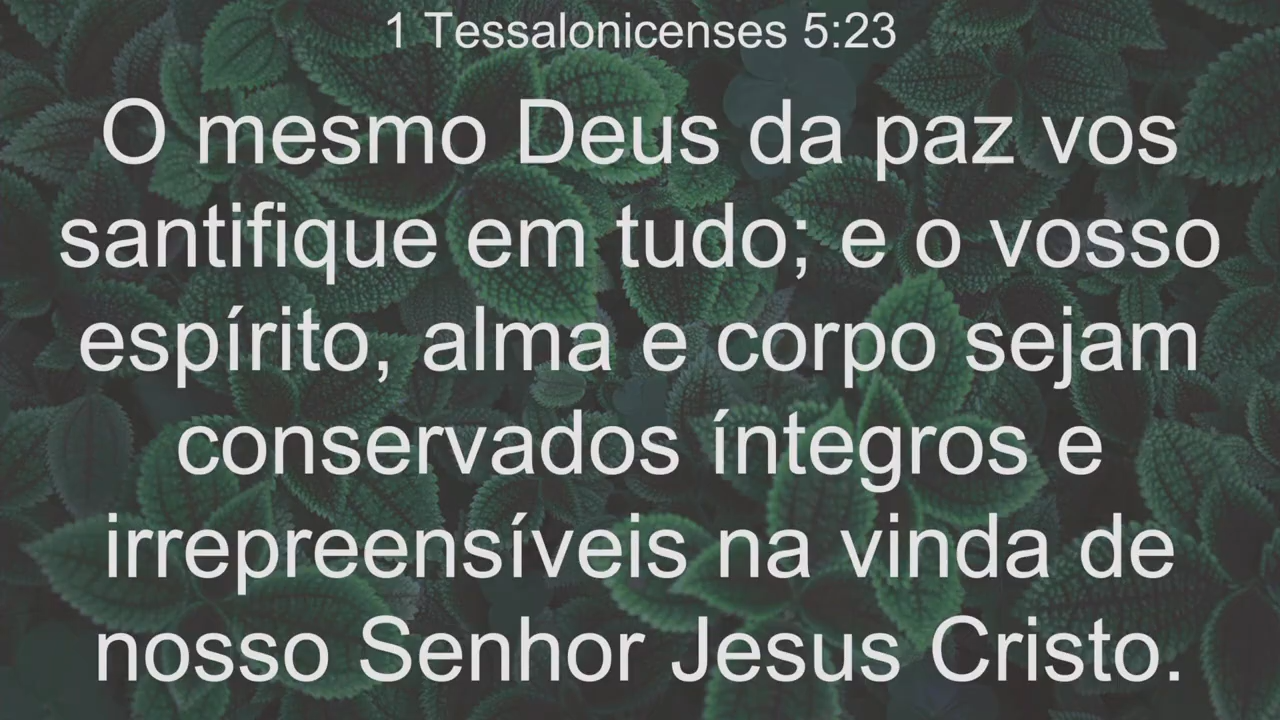 1 Tessalonicenses 5:23
O mesmo Deus da paz vos
santifique em tudo; e o vosso
espírito, alma e corpo sejam
conservados íntegros e
irrepreensíveis na vinda de
nosso Senhor Jesus Cristo.